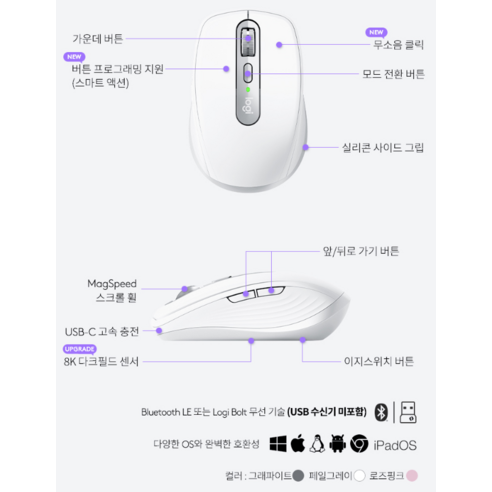 가운데 버튼
NEW
무소음 클릭
NEW
버튼 프로그래밍 지원
(스마트 액션)
모드 전환 버튼
logi
실리콘 사이드 그립
앞/뒤로 가기 버튼
MagSpeed
스크롤 휠
USB-C 고속 충전
UPGRADE
8K 다크필드 센서
이지스위치 버튼
Bluetooth LE 또는 Logi Bolt 무선 기술 (USB 수신기 미포함)
다양한 OS와 완벽한 호환성
iPadOS
컬러 : 그래파이트 페일그레이 로즈핑크